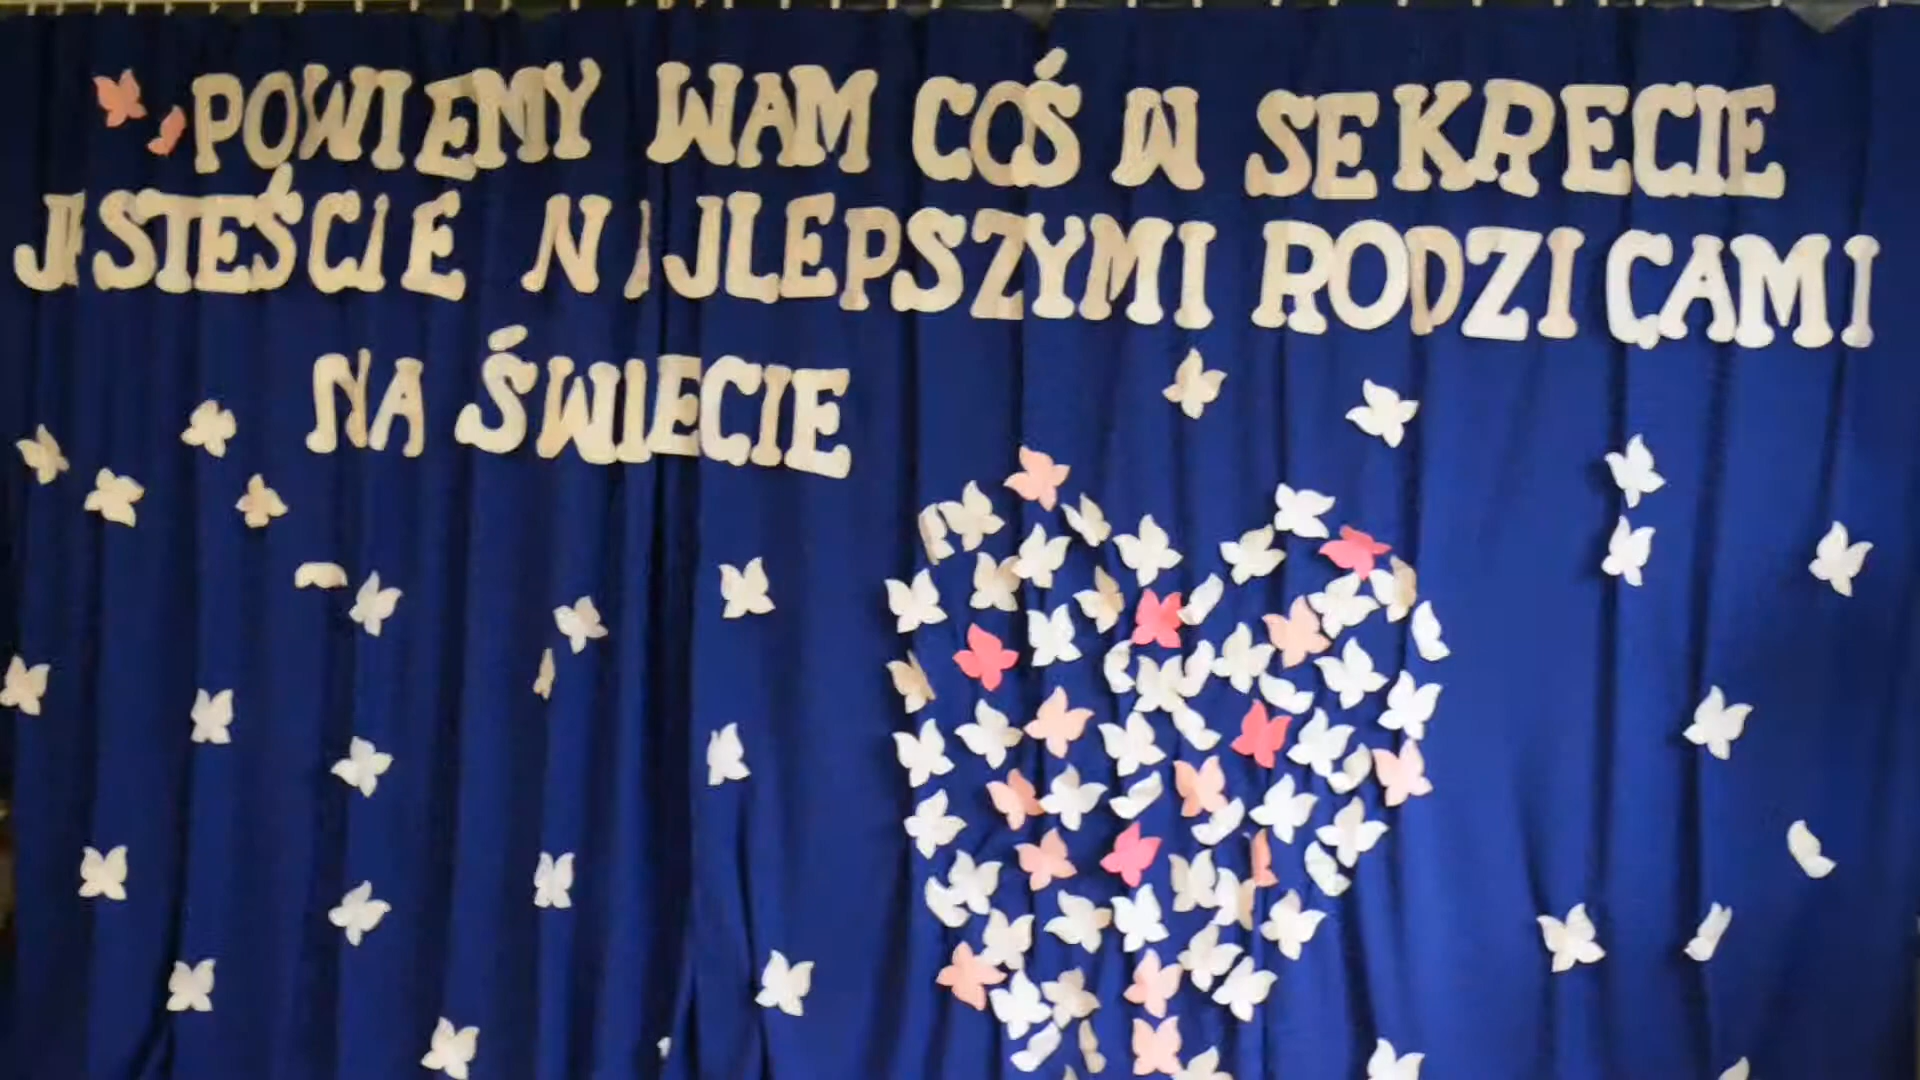 POWIEMY WAM COŚ W SEKRECIE
JESTEŚCIE NAJLEPSZYMI RODZICAMI
NA ŚWIECIE